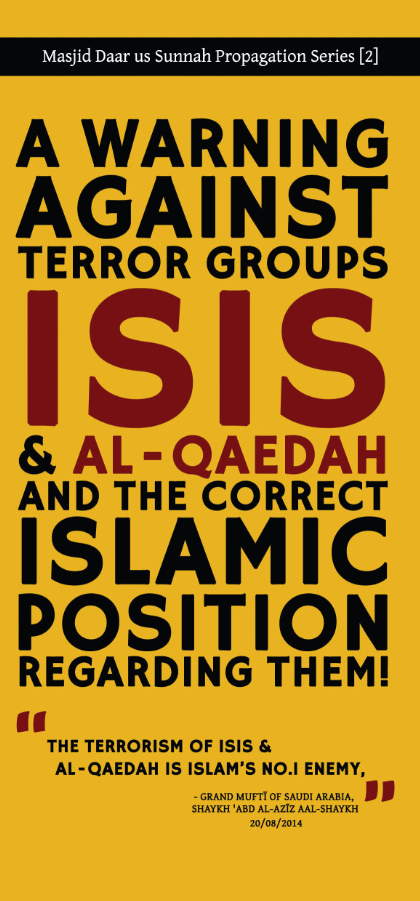 Masjid Daar us Sunnah Propagation Series [2]
A WARNING
AGAINST
TERROR GROUPS
ISIS
& AL-QAEDAH
AND THE CORRECT
ISLAMIC
POSITION
REGARDING THEM!
"THE TERRORISM OF ISIS &
AL-QAEDAH IS ISLAM'S NO.1 ENEMY,"
- GRAND MUFTĪ OF SAUDI ARABIA,
SHAYKH 'ABD AL-AZĪZ AAL-SHAYKH
20/08/2014